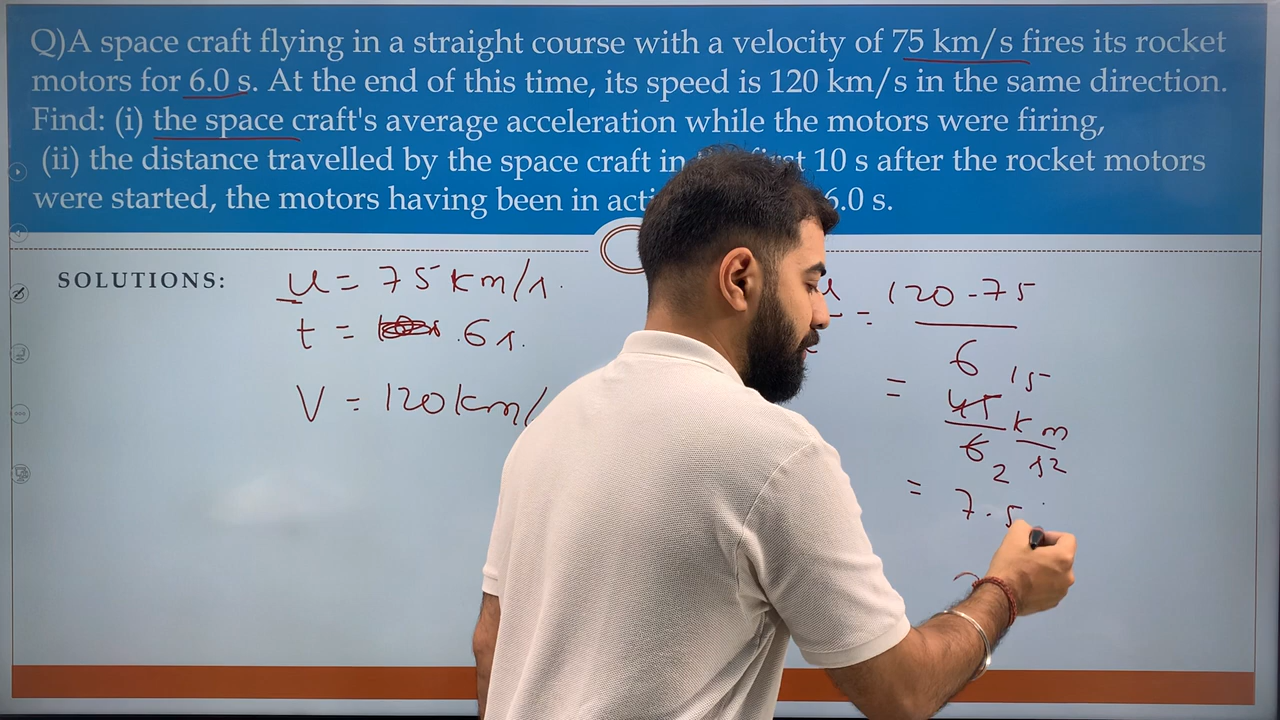 Q)A space craft flying in a straight course with a velocity of 75 km/s fires its rocket
motors for 6.0 s. At the end of this time, its speed is 120 km/s in the same direction.
Find: (i) the space craft's average acceleration while the motors were firing,
(ii) the distance travelled by the space craft in first 10 s after the rocket motors
were started, the motors having been in 6.0 s.
SOLUTIONS:
u = 75 km/s.
t = 6s.
V = 120 km/
= 120-75
6
= 45 km
6 s2
15
2
= 7.5